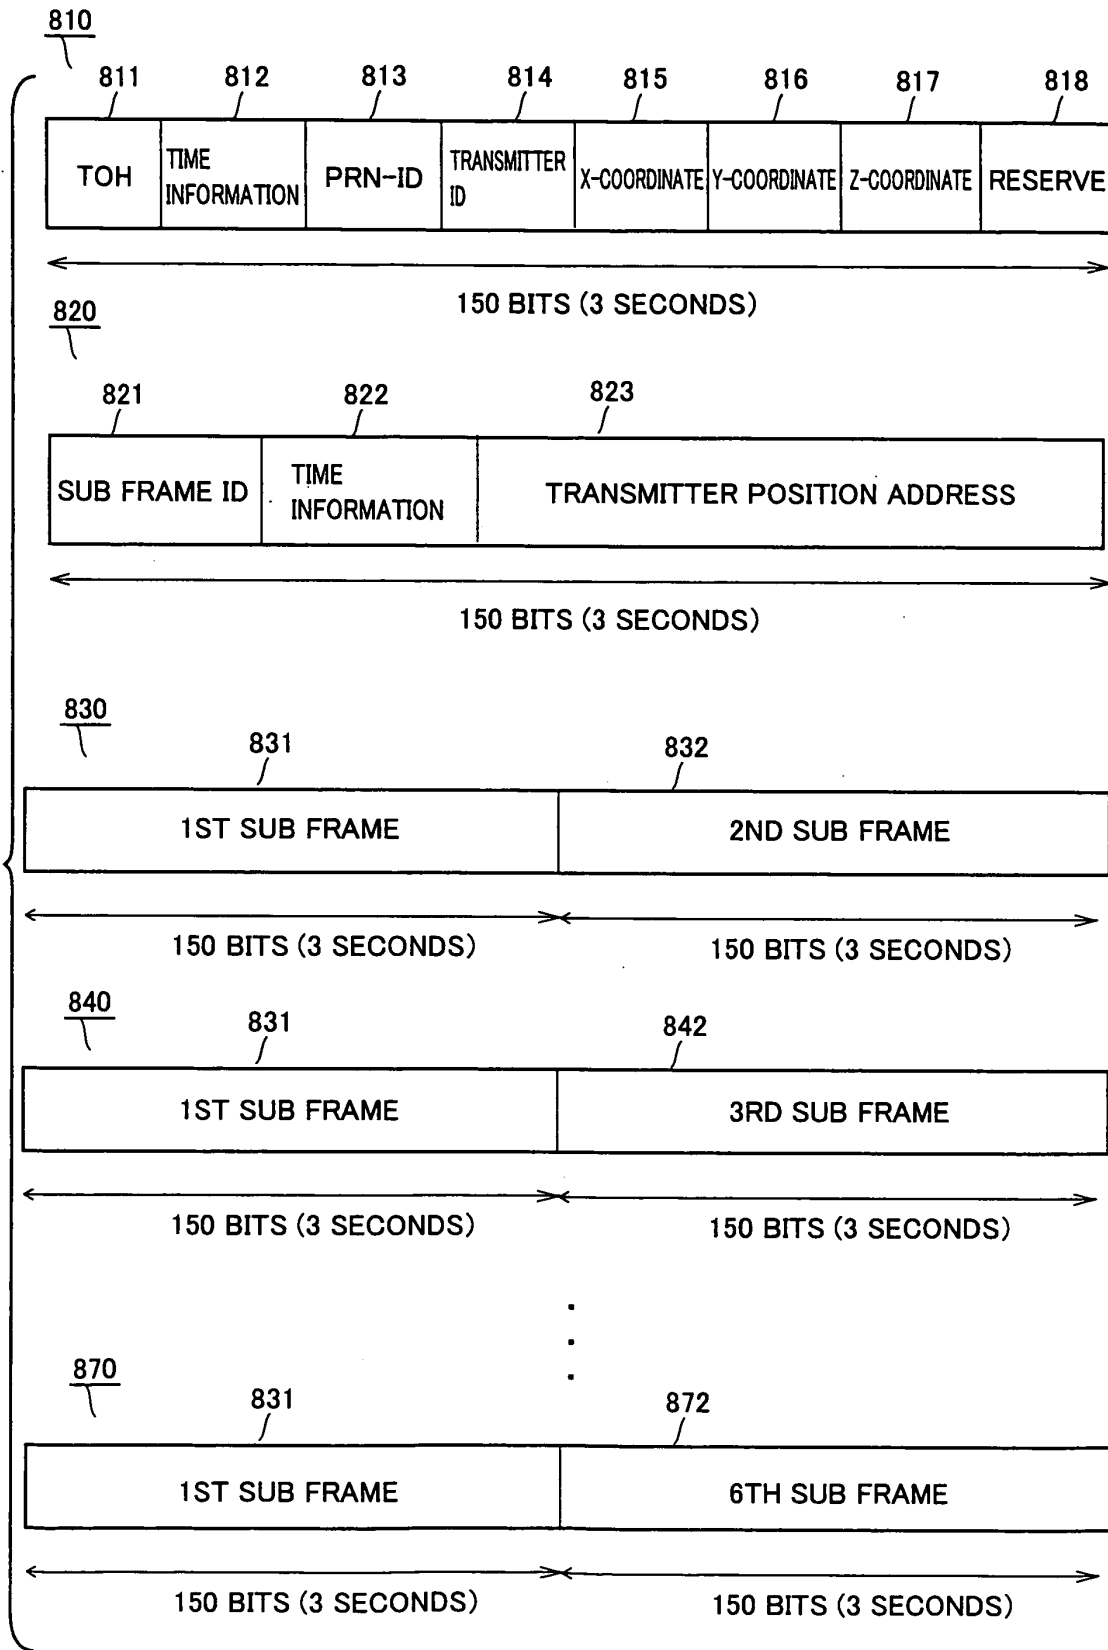 810
811 812 813 814 815 816 817 818
TOH TIME INFORMATION PRN-ID TRANSMITTER ID X-COORDINATE Y-COORDINATE Z-COORDINATE RESERVE
150 BITS (3 SECONDS)
820
821 822 823
SUB FRAME ID TIME INFORMATION TRANSMITTER POSITION ADDRESS
150 BITS (3 SECONDS)
830
831 832
1ST SUB FRAME 2ND SUB FRAME
150 BITS (3 SECONDS) 150 BITS (3 SECONDS)
840
831 842
1ST SUB FRAME 3RD SUB FRAME
150 BITS (3 SECONDS) 150 BITS (3 SECONDS)
870
831 872
1ST SUB FRAME 6TH SUB FRAME
150 BITS (3 SECONDS) 150 BITS (3 SECONDS)